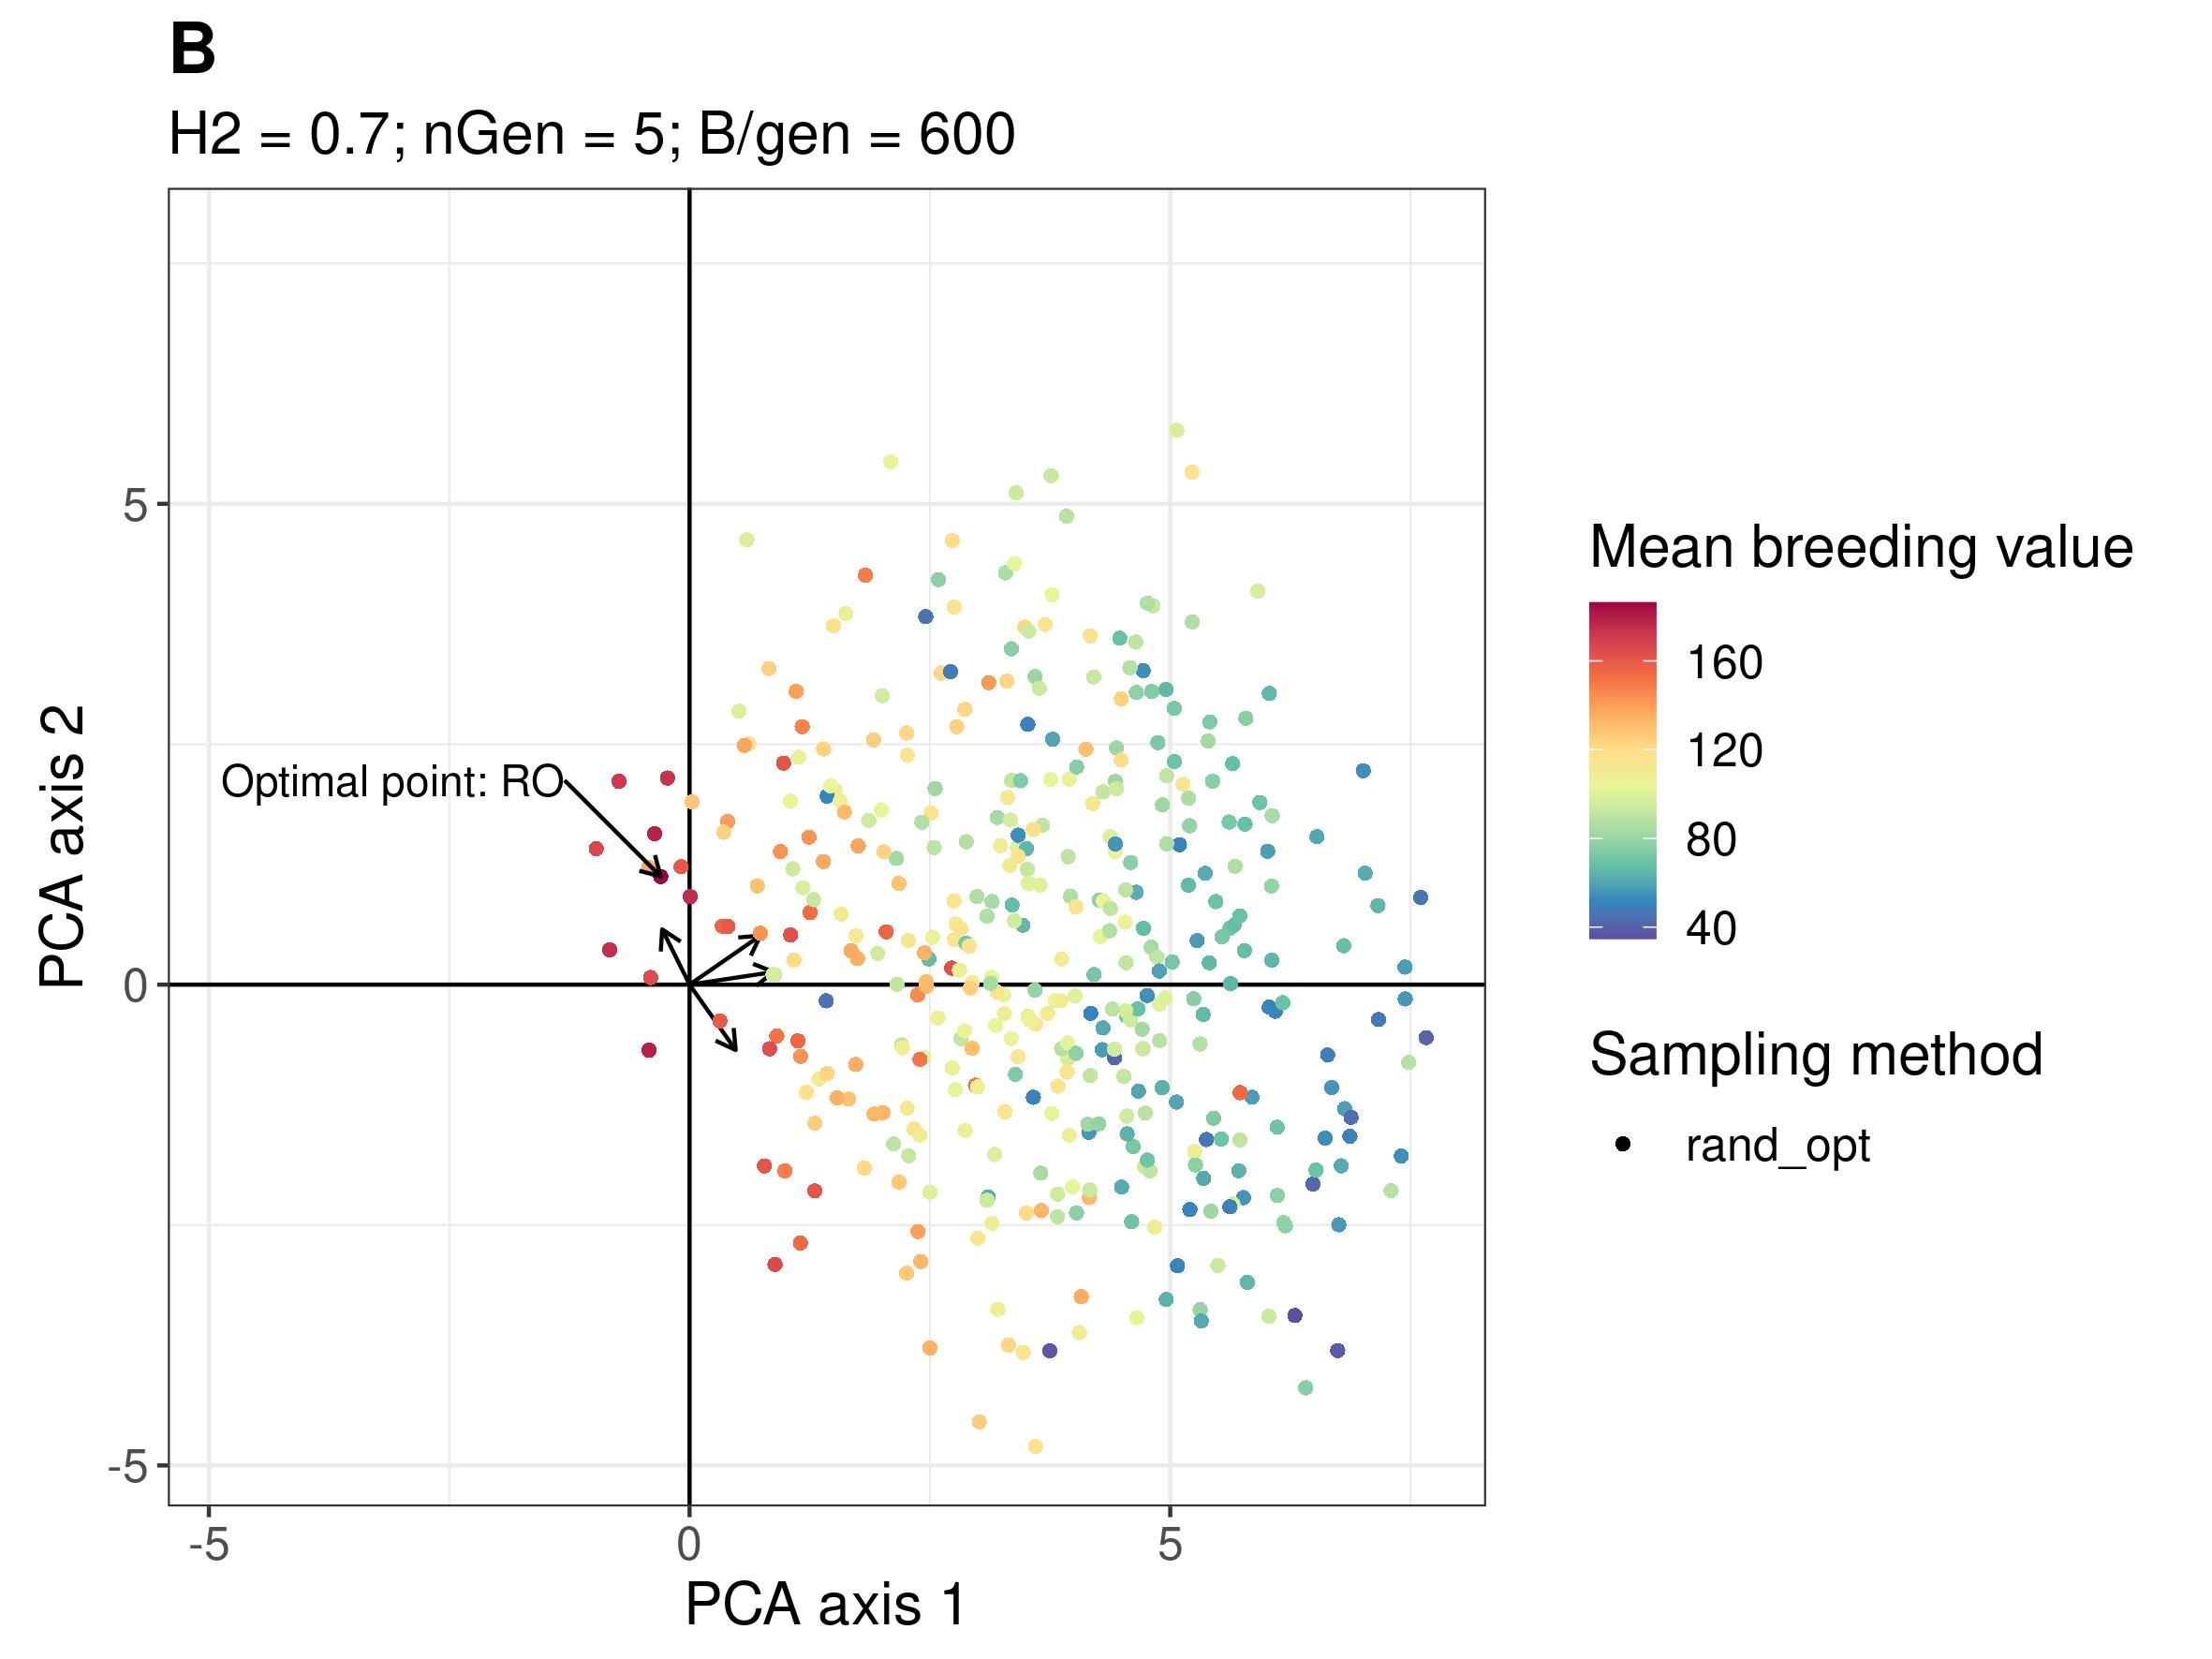 B
H2 = 0.7; nGen = 5; B/gen = 600
PCA axis 2
5
0
-5
Optimal point: RO
-5
0
5
PCA axis 1
Mean breeding value
160
120
80
40
Sampling method
rand_opt